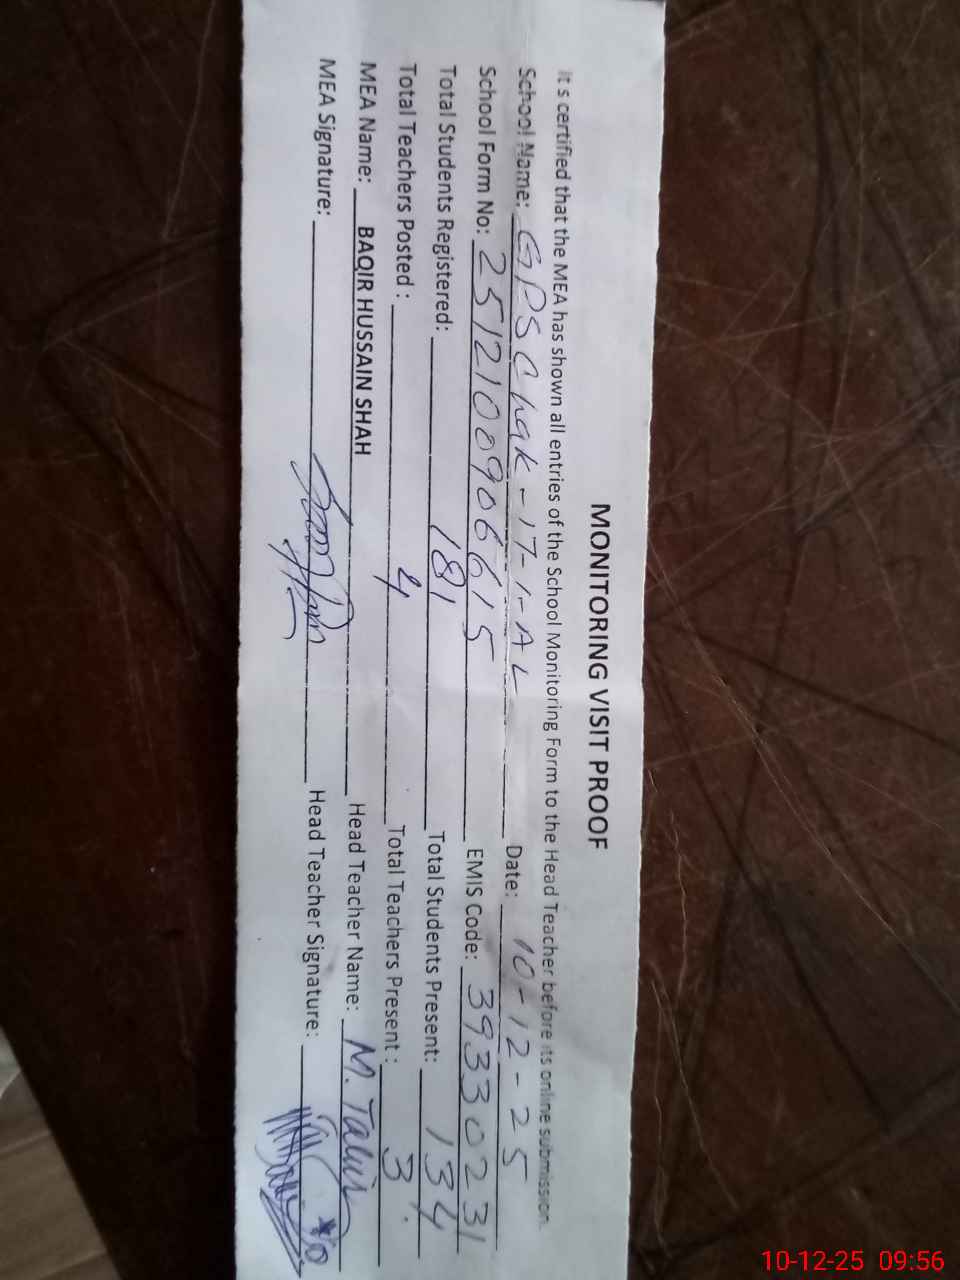 MONITORING VISIT PROOF
It s certified that the MEA has shown all entries of the School Monitoring Form to the Head Teacher before its online submission.
School Name: GPS Chak-17-1-AL Date: 10-12-25
School Form No: 2512100906615 EMIS Code: 39330231
Total Students Registered: 181 Total Students Present: 134
Total Teachers Posted : 4 Total Teachers Present : 3
MEA Name: BAQIR HUSSAIN SHAH Head Teacher Name: M. Tahir
MEA Signature: Head Teacher Signature:
10-12-25 09:56